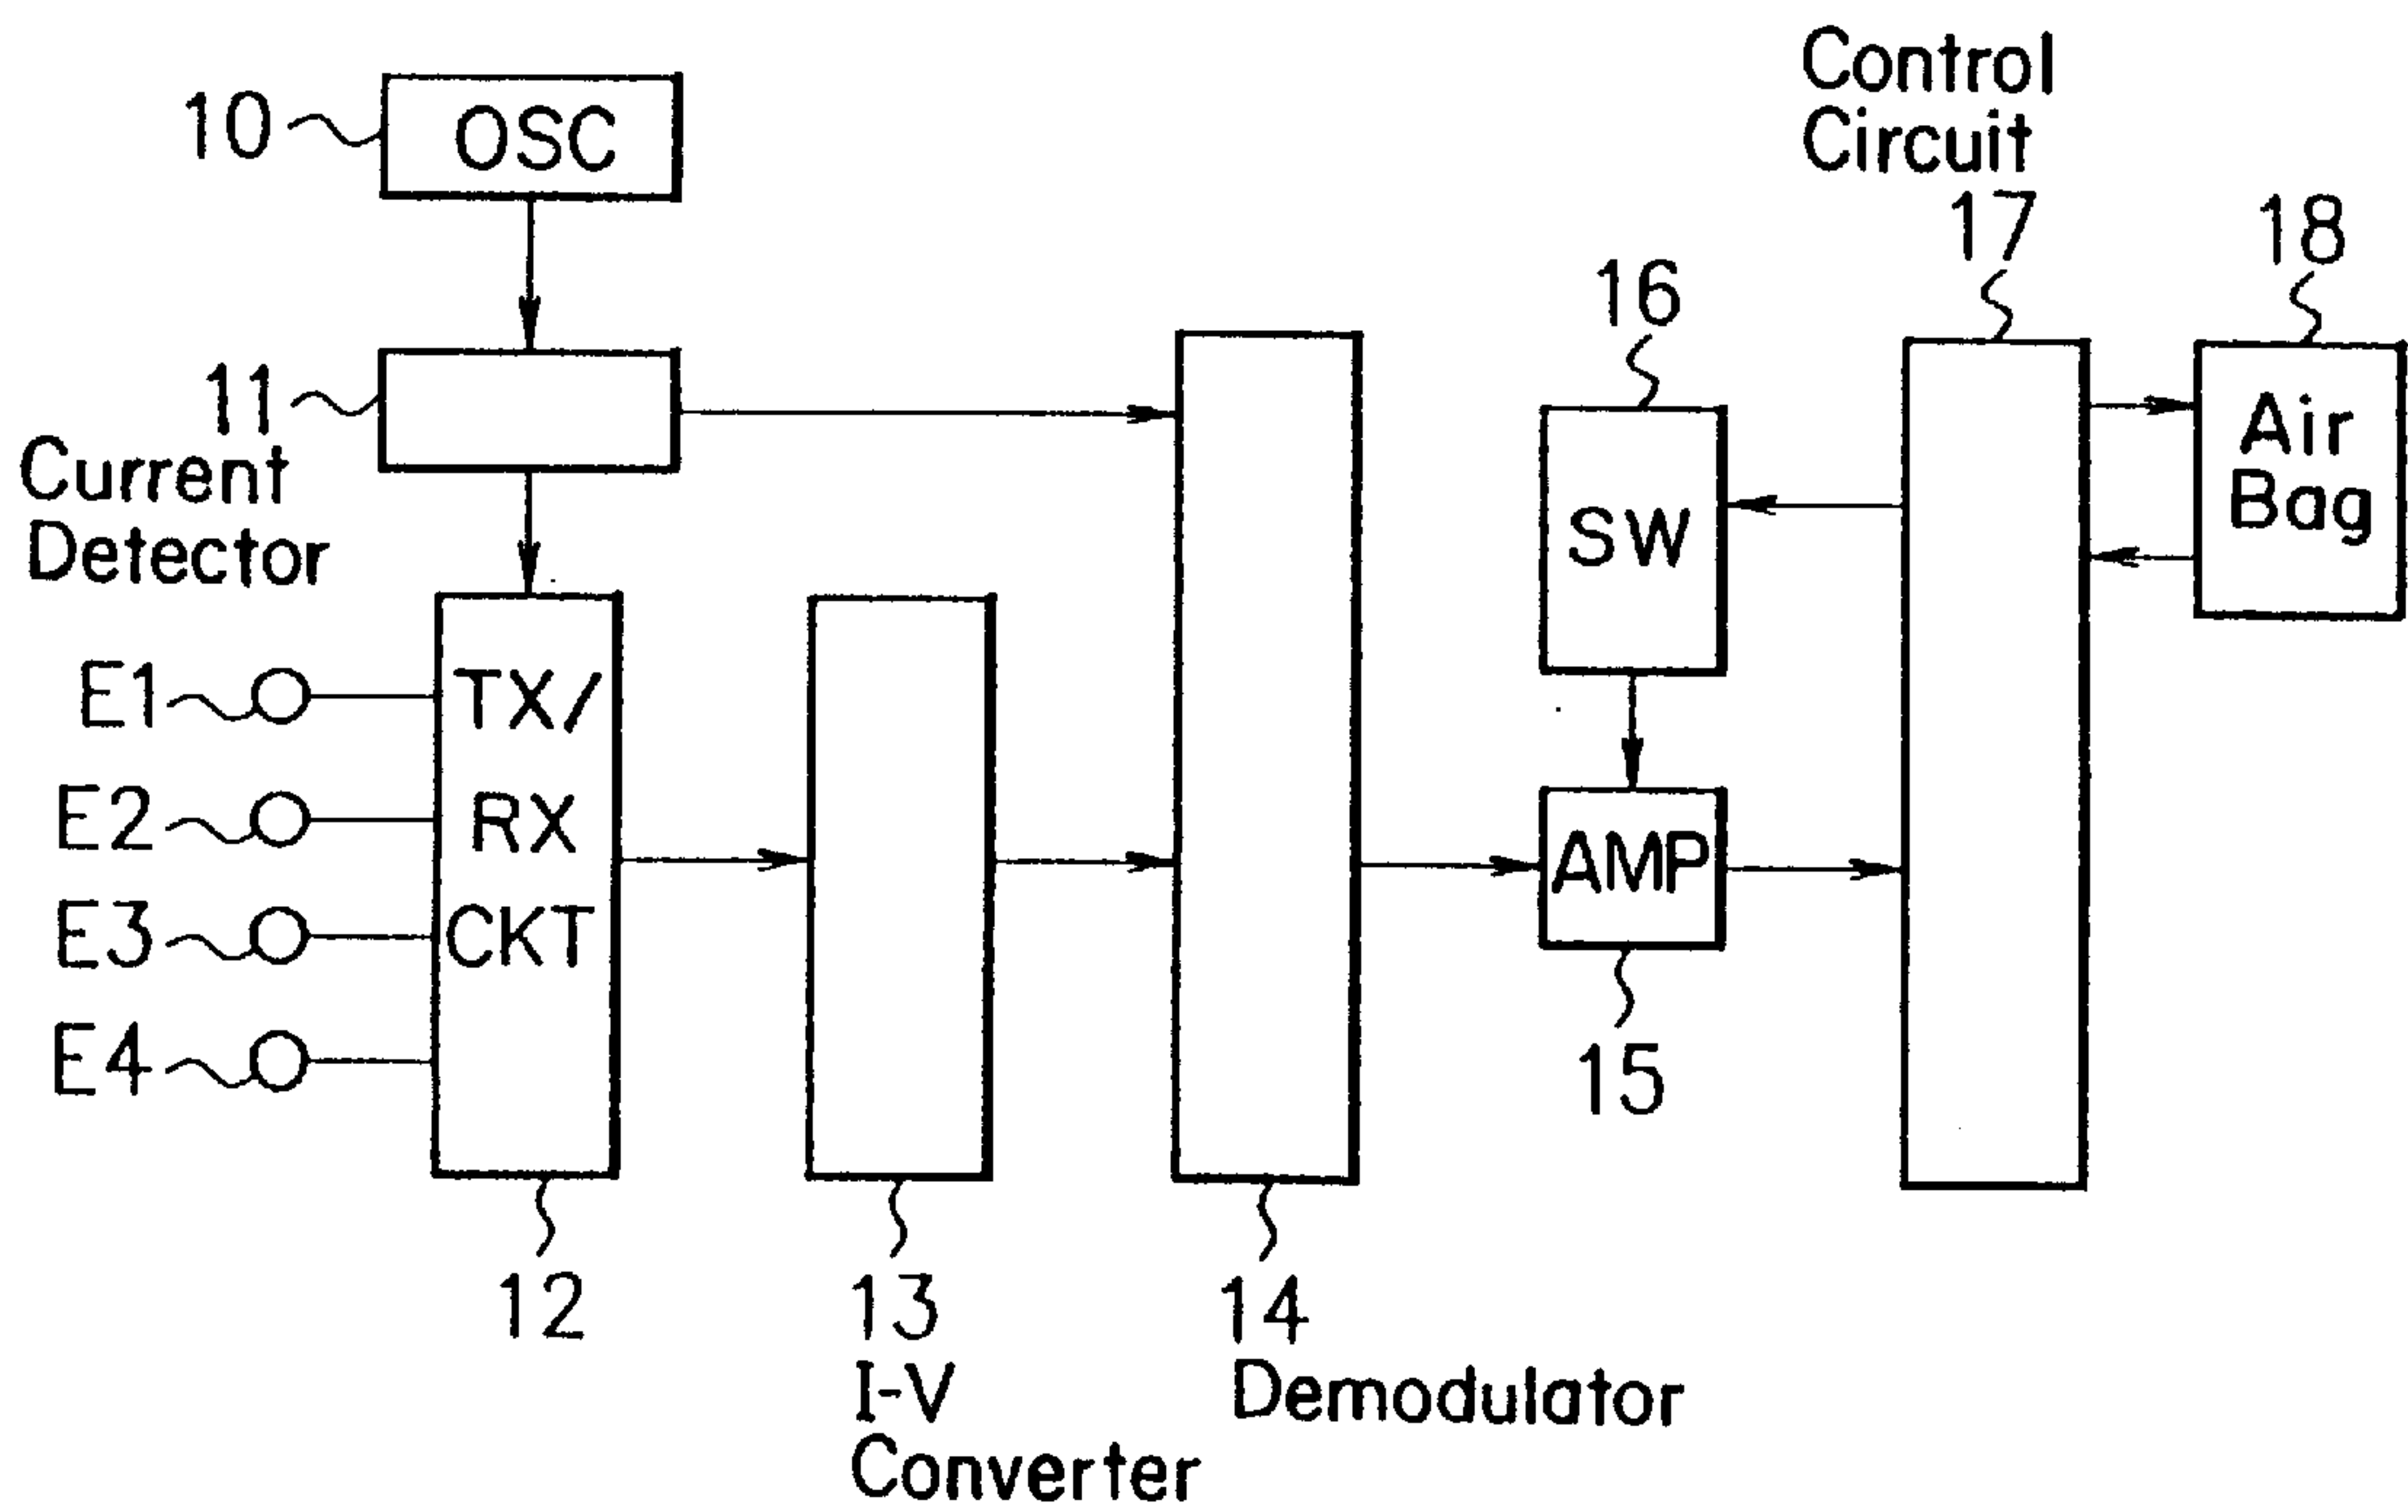 Control
Circuit
10
OSC
17
18
16
11
Current
Detector
Air
Bag
SW
E1
TX/
E2
RX
AMP
E3
CKT
E4
15
12
13
I-V
Converter
14
Demodulator